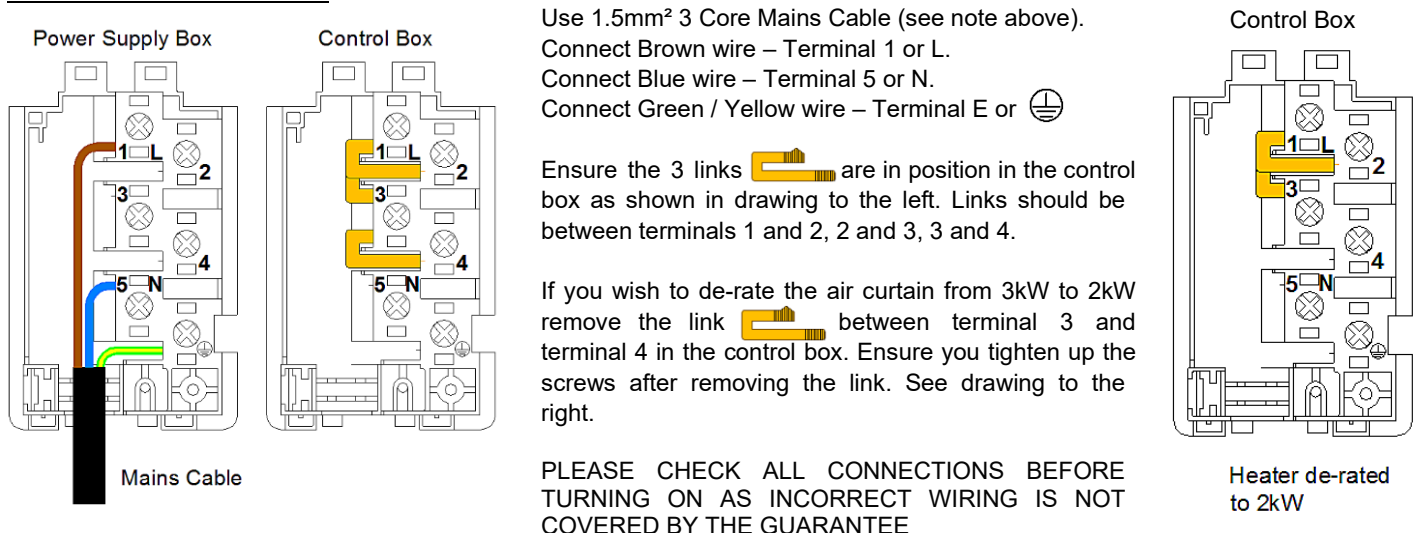 Power Supply Box
1 L
2
3
4
5 N
Mains Cable
Control Box
1 L
2
3
4
5 N
Use 1.5mm² 3 Core Mains Cable (see note above).
Connect Brown wire – Terminal 1 or L.
Connect Blue wire – Terminal 5 or N.
Connect Green / Yellow wire – Terminal E or
Ensure the 3 links are in position in the control
box as shown in drawing to the left. Links should be
between terminals 1 and 2, 2 and 3, 3 and 4.
If you wish to de-rate the air curtain from 3kW to 2kW
remove the link between terminal 3 and
terminal 4 in the control box. Ensure you tighten up the
screws after removing the link. See drawing to the
right.
PLEASE CHECK ALL CONNECTIONS BEFORE
TURNING ON AS INCORRECT WIRING IS NOT
COVERED BY THE GUARANTEE
Control Box
1 L
2
3
4
5 N
Heater de-rated
to 2kW